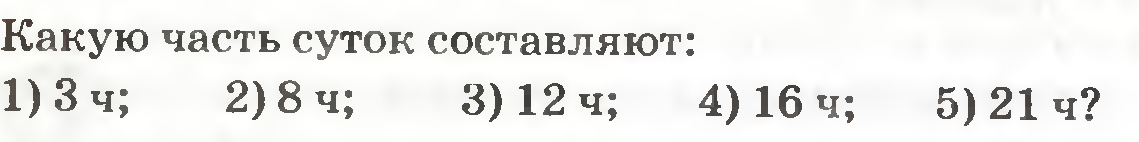 Какую часть суток составляют:
1) 3 ч; 2) 8 ч; 3) 12 ч; 4) 16 ч; 5) 21 ч?